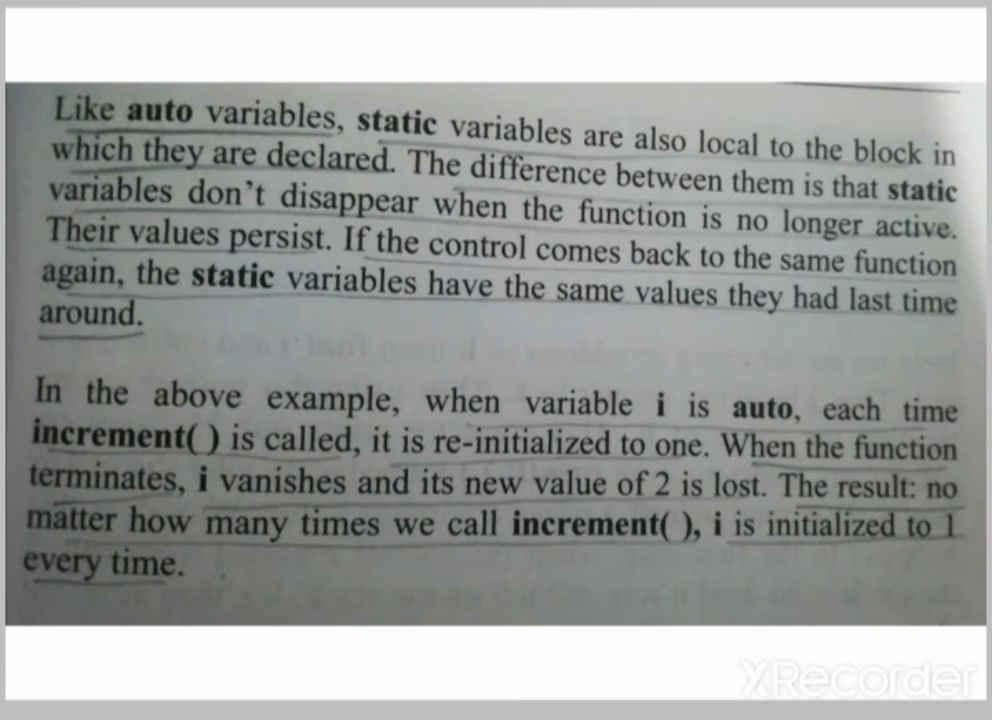 Like auto variables, static variables are also local to the block in
which they are declared. The difference between them is that static
variables don't disappear when the function is no longer active.
Their values persist. If the control comes back to the same function
again, the static variables have the same values they had last time
around.
In the above example, when variable i is auto, each time
increment( ) is called, it is re-initialized to one. When the function
terminates, i vanishes and its new value of 2 is lost. The result: no
matter how many times we call increment( ), i is initialized to 1
every time.
XRecorder